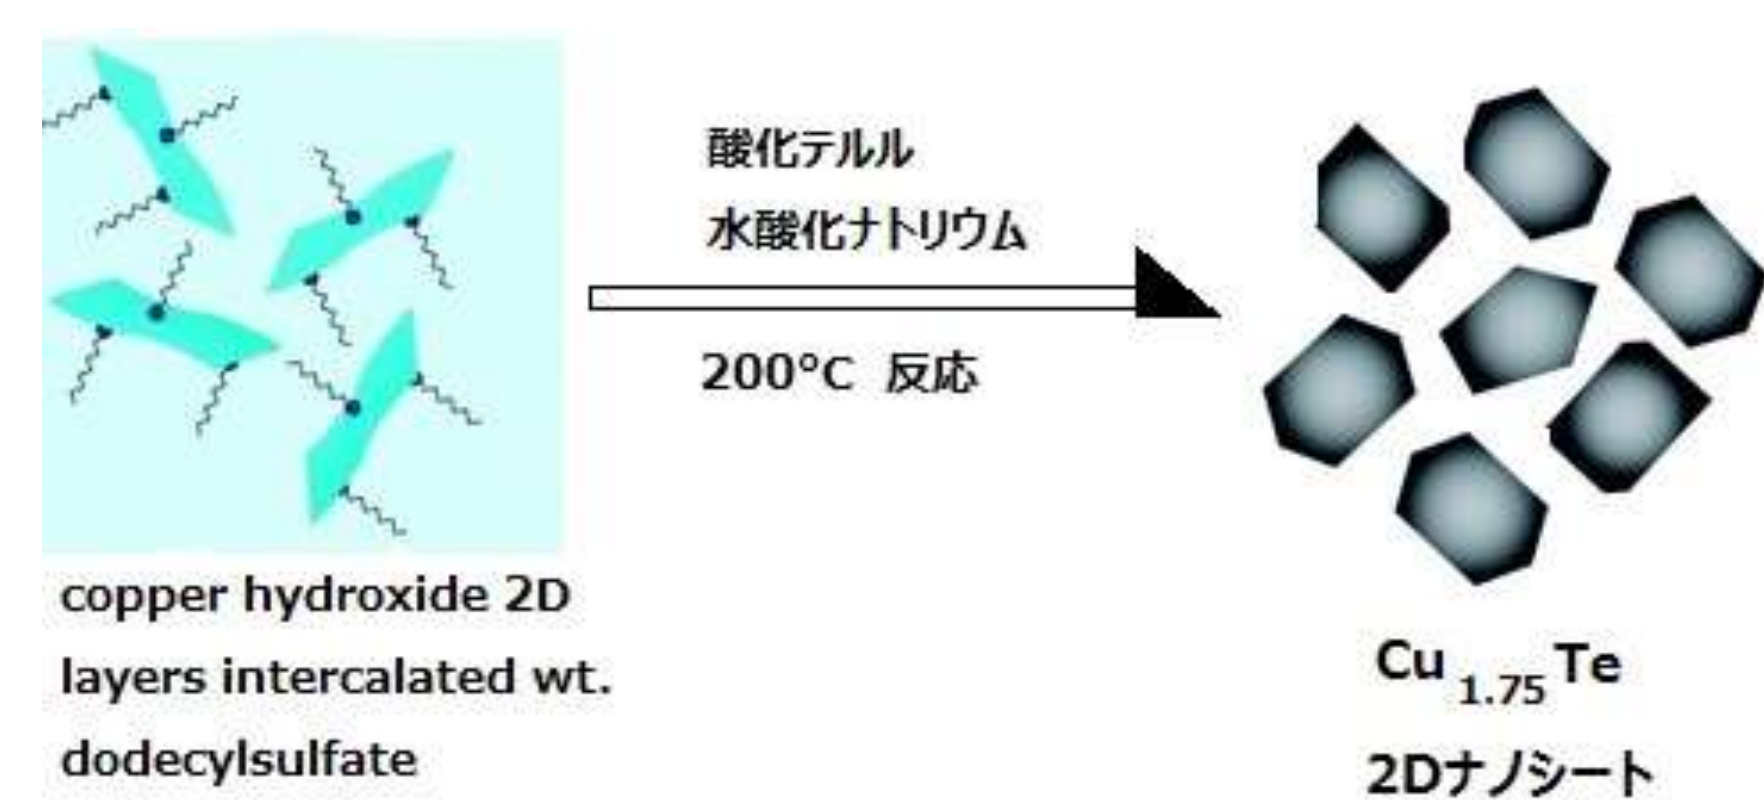 酸化テルル
水酸化ナトリウム
200°C 反応
copper hydroxide 2D
layers intercalated wt.
dodecylsulfate
Cu 1.75 Te
2Dナノシート